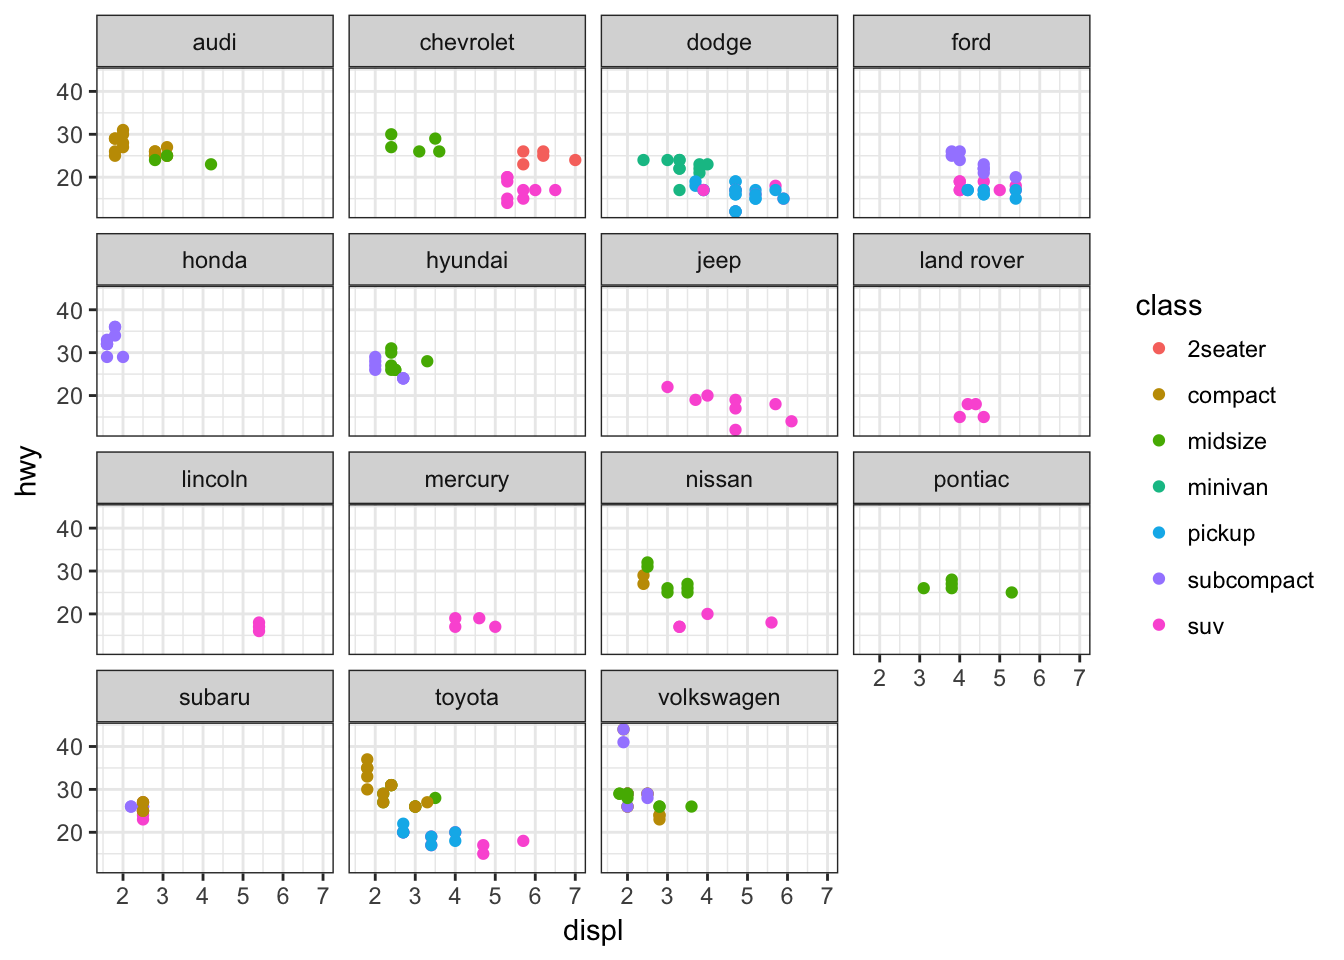 audi chevrolet dodge ford
40
30
20
honda hyundai jeep land rover
40
30
20
lincoln mercury nissan pontiac
40
30
20
2 3 4 5 6 7
subaru toyota volkswagen
40
30
20
2 3 4 5 6 7 2 3 4 5 6 7 2 3 4 5 6 7
displ
hwy
class
2seater
compact
midsize
minivan
pickup
subcompact
suv